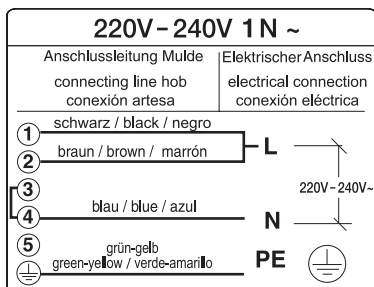 220V-240V 1N ~
Anschlussleitung Mulde
connecting line hob
conexión artesa
Elektrischer Anschluss
electrical connection
conexión eléctrica
1
schwarz / black / negro
2
braun / brown / marrón
L
3
220V-240V~
4
blau / blue / azul
N
5
grün-gelb
green-yellow / verde-amarillo
PE